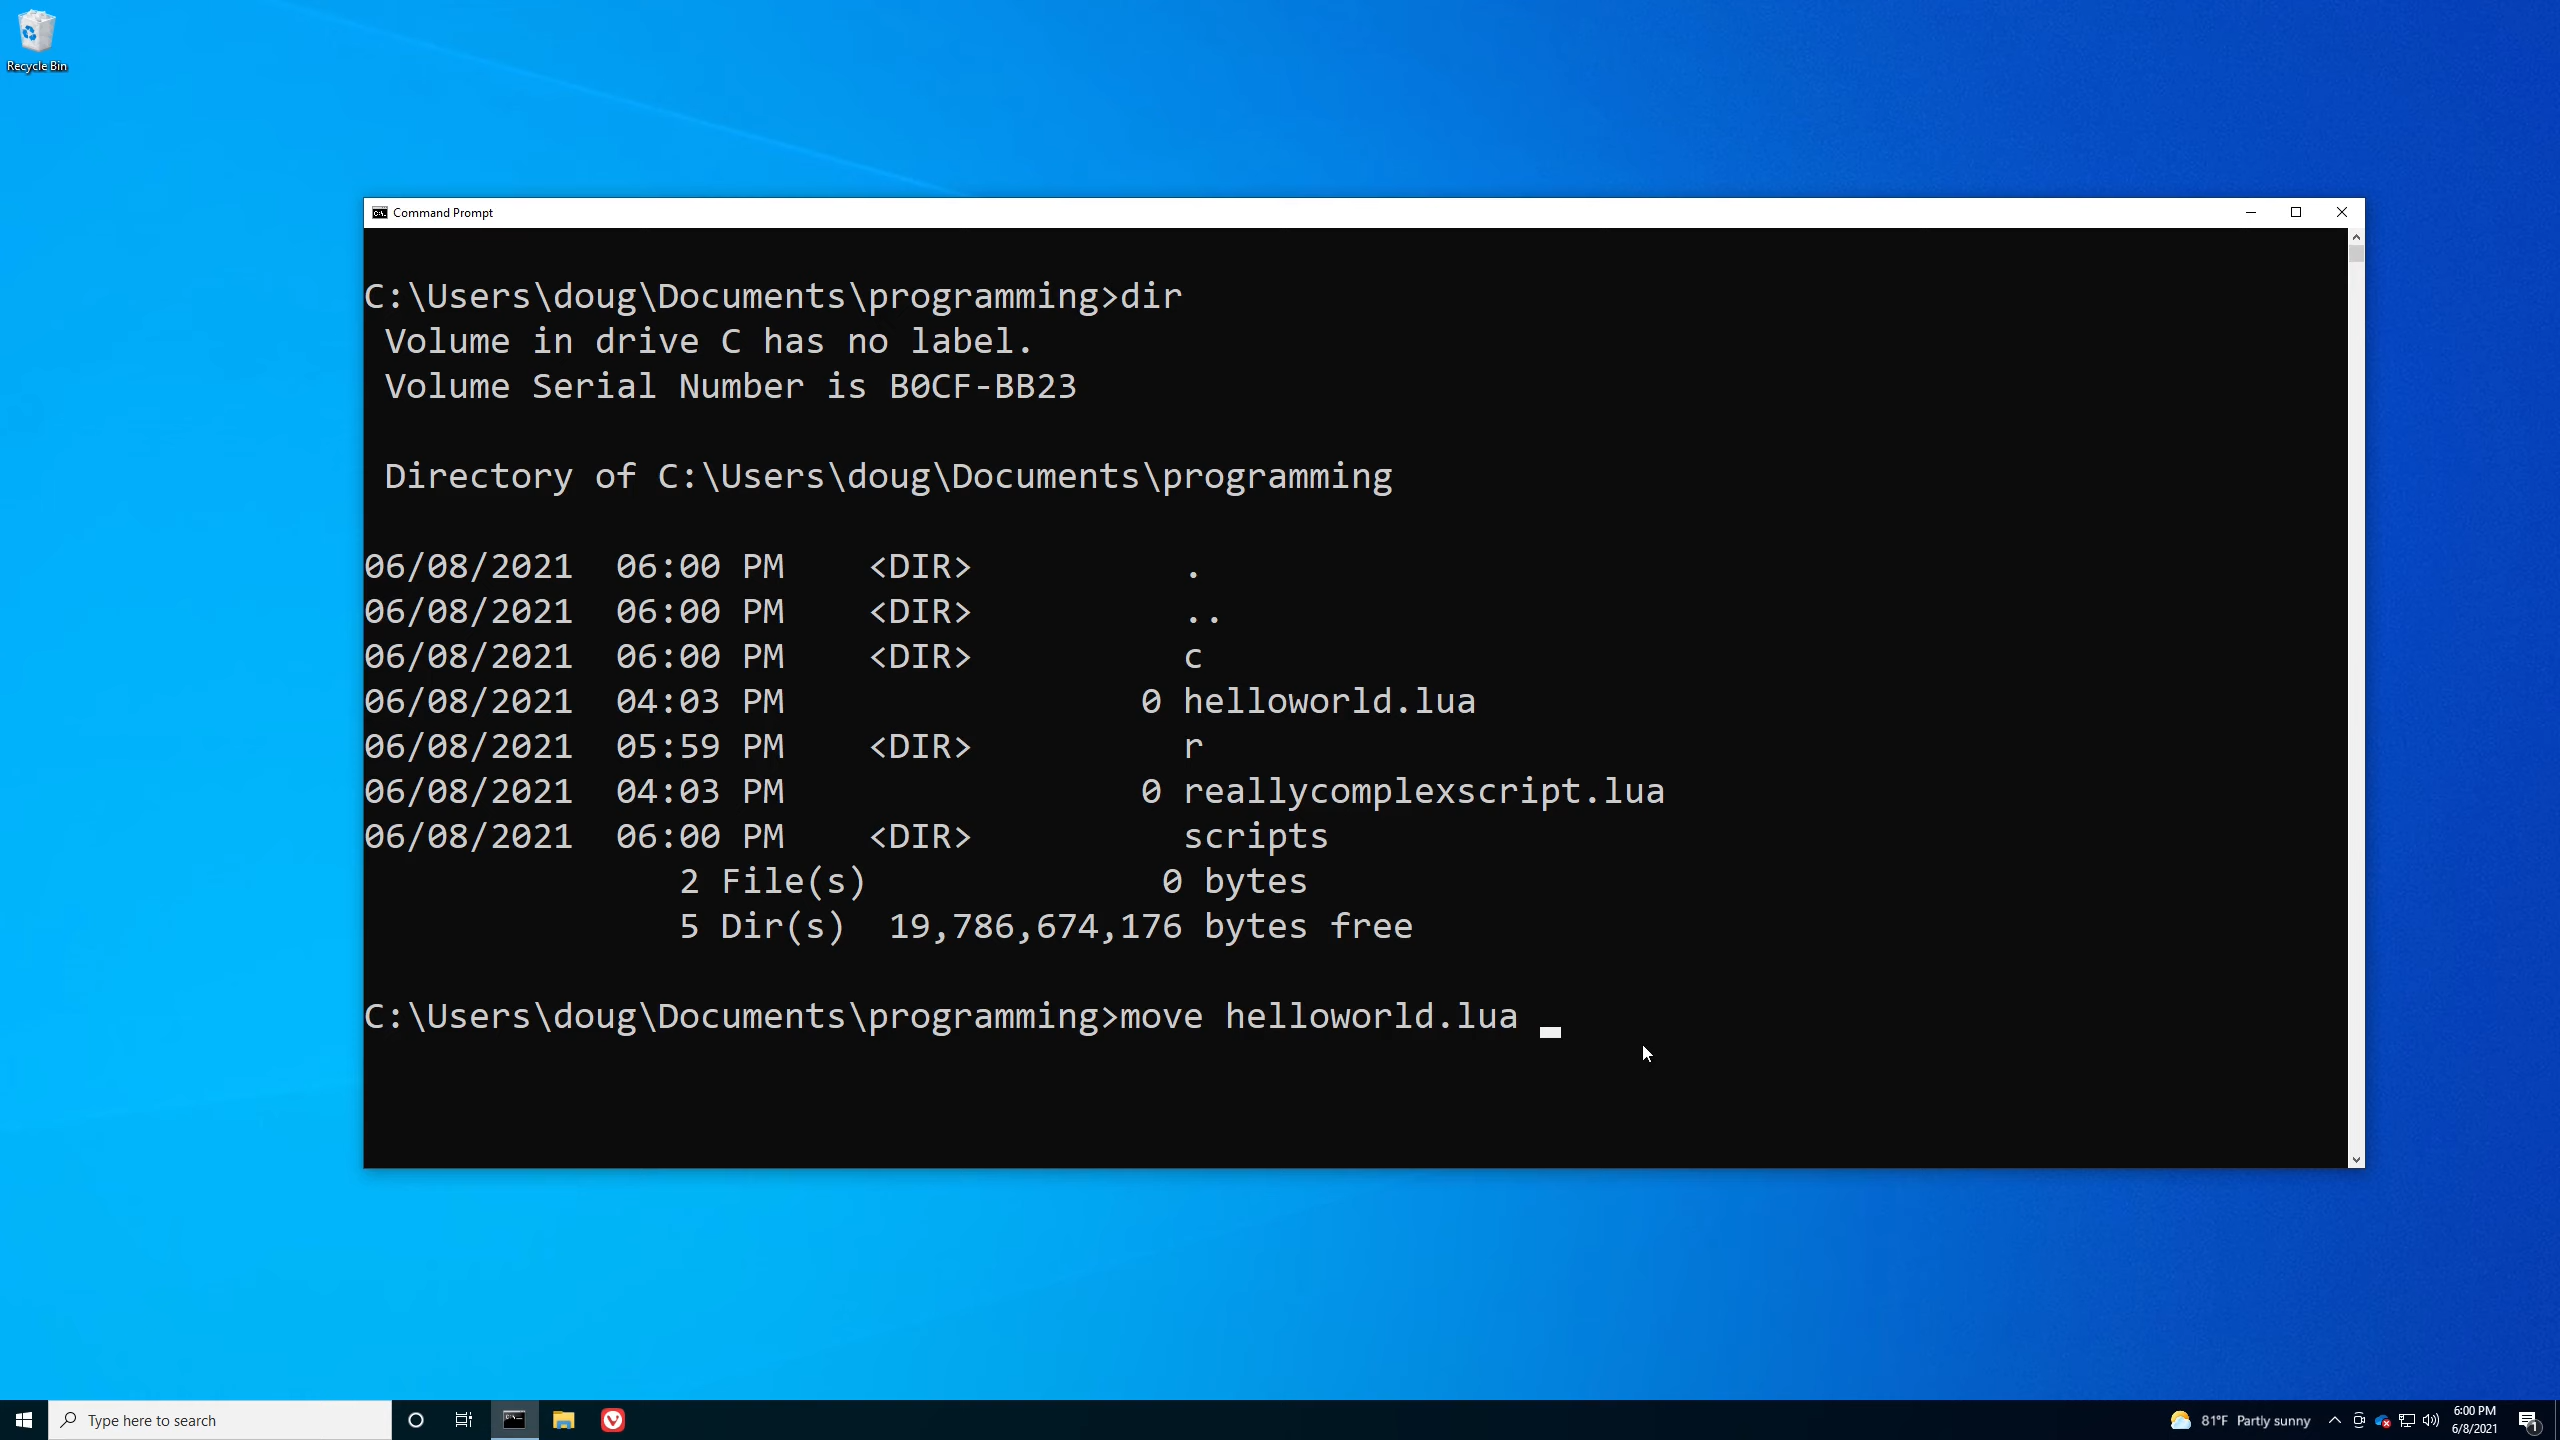 Recycle Bin
Command Prompt
C:\Users\doug\Documents\programming>dir
 Volume in drive C has no label.
 Volume Serial Number is B0CF-BB23
 Directory of C:\Users\doug\Documents\programming
06/08/2021  06:00 PM    <DIR>          .
06/08/2021  06:00 PM    <DIR>          ..
06/08/2021  06:00 PM    <DIR>          c
06/08/2021  04:03 PM                 0 helloworld.lua
06/08/2021  05:59 PM    <DIR>          r
06/08/2021  04:03 PM                 0 reallycomplexscript.lua
06/08/2021  06:00 PM    <DIR>          scripts
               2 File(s)              0 bytes
               5 Dir(s)  19,786,674,176 bytes free
C:\Users\doug\Documents\programming>move helloworld.lua
Type here to search
81°F Partly sunny
6:00 PM
6/8/2021
1